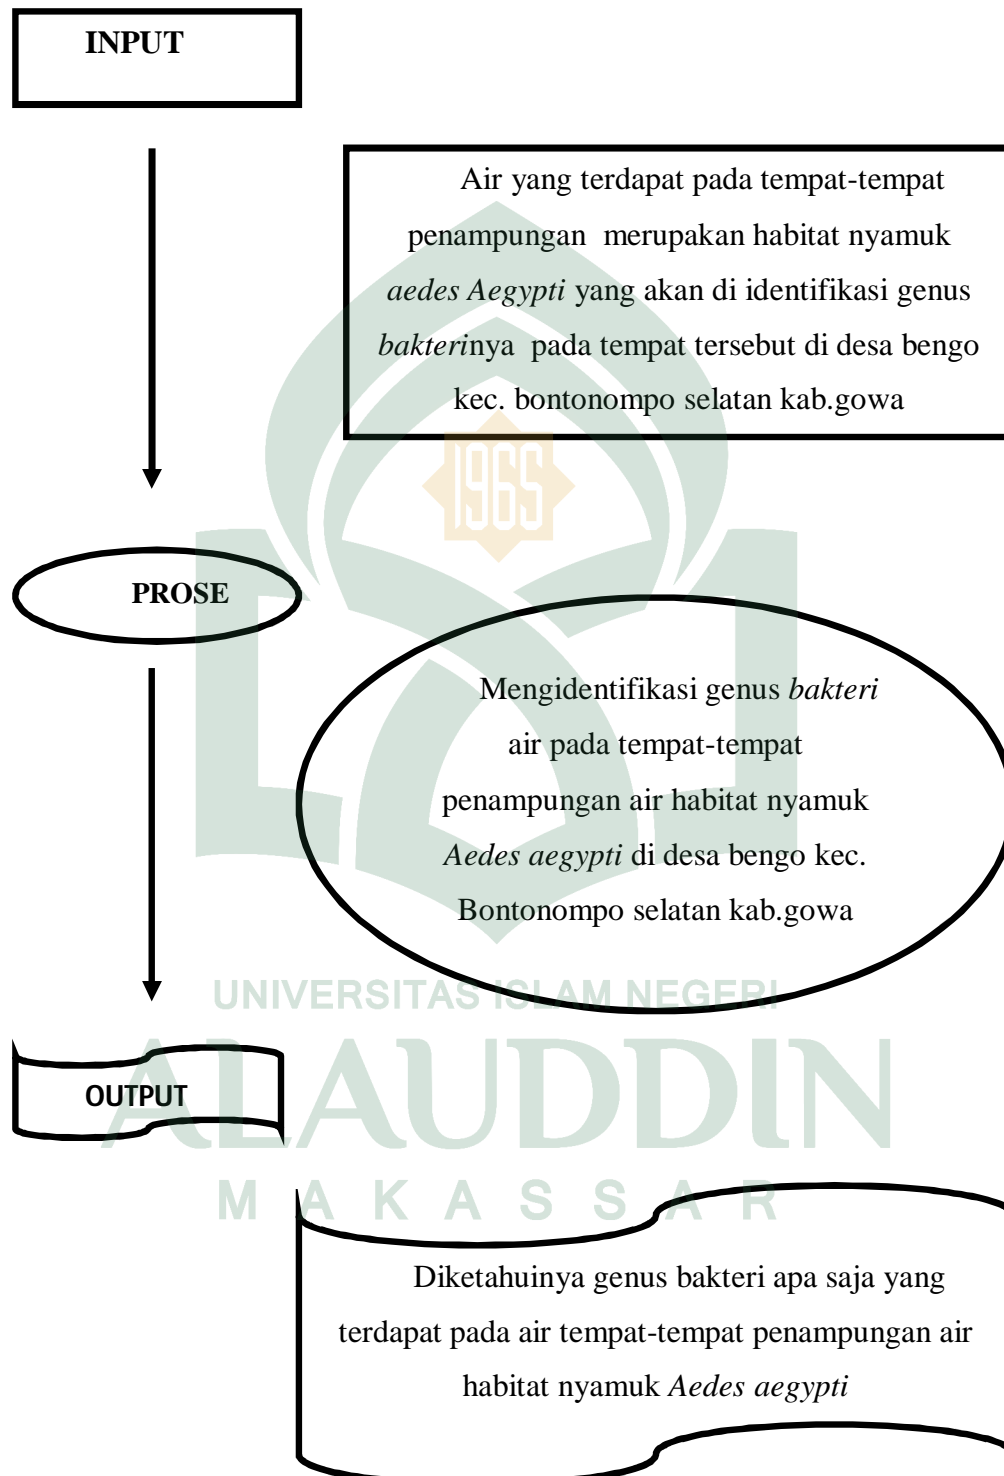 INPUT
Air yang terdapat pada tempat-tempat
penampungan merupakan habitat nyamuk
aedes Aegypti yang akan di identifikasi genus
bakterinya pada tempat tersebut di desa bengo
kec. bontonompo selatan kab.gowa
1965
PROSE
Mengidentifikasi genus bakteri
air pada tempat-tempat
penampungan air habitat nyamuk
Aedes aegypti di desa bengo kec.
Bontonompo selatan kab.gowa
UNIVERSITAS ISLAM NEGERI
ALAUDDIN
OUTPUT
MAKASSAR
Diketahuinya genus bakteri apa saja yang
terdapat pada air tempat-tempat penampungan air
habitat nyamuk Aedes aegypti